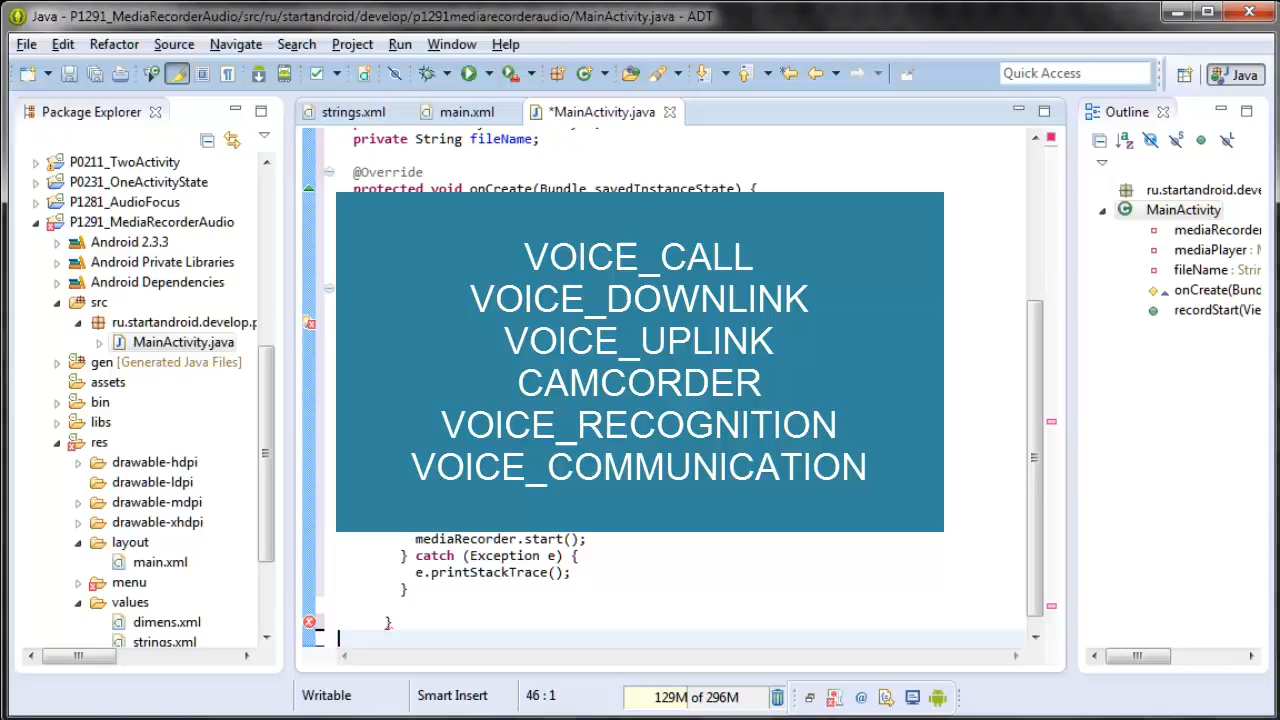 Java - P1291_MediaRecorderAudio/src/ru/startandroid/develop/p1291mediarecorderaudio/MainActivity.java - ADT
File Edit Refactor Source Navigate Search Project Run Window Help
Quick Access
Java
Package Explorer
P0211_TwoActivity
P0231_OneActivityState
P1281_AudioFocus
P1291_MediaRecorderAudio
Android 2.3.3
Android Private Libraries
Android Dependencies
src
ru.startandroid.develop.p
MainActivity.java
gen [Generated Java Files]
assets
bin
libs
res
drawable-hdpi
drawable-ldpi
drawable-mdpi
drawable-xhdpi
layout
main.xml
menu
values
dimens.xml
strings.xml
strings.xml
main.xml
*MainActivity.java
private String fileName;
@Override
protected void onCreate(Bundle savedInstanceState) {
VOICE_CALL
VOICE_DOWNLINK
VOICE_UPLINK
CAMCORDER
VOICE_RECOGNITION
VOICE_COMMUNICATION
mediaRecorder.start();
} catch (Exception e) {
e.printStackTrace();
}
}
Outline
ru.startandroid.deve
MainActivity
mediaRecorder
mediaPlayer : M
fileName : Strin
onCreate(Bund
recordStart(Vie
Writable
Smart Insert
46 : 1
129M of 296M